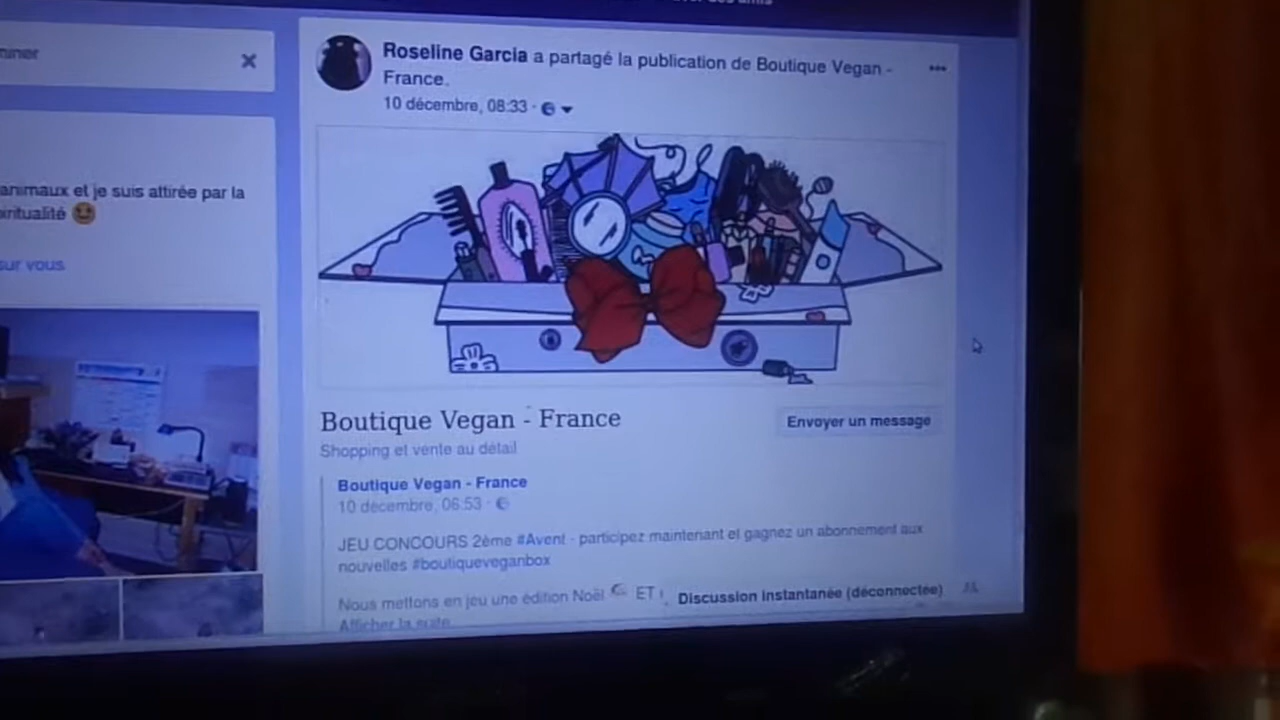 Roseline Garcia a partagé la publication de Boutique Vegan -
France.
10 décembre, 08:33
animaux et je suis attirée par la
sur vous
Boutique Vegan - France
Envoyer un message
Shopping et vente au détail
Boutique Vegan - France
10 décembre, 06:53
JEU CONCOURS 2ème #Avent - participez maintenant et gagnez un abonnement aux
nouvelles #boutiqueveganbox
Nous mettons en jeu une édition Noël ET
Discussion instantanée (déconnectée)
Afficher la suite